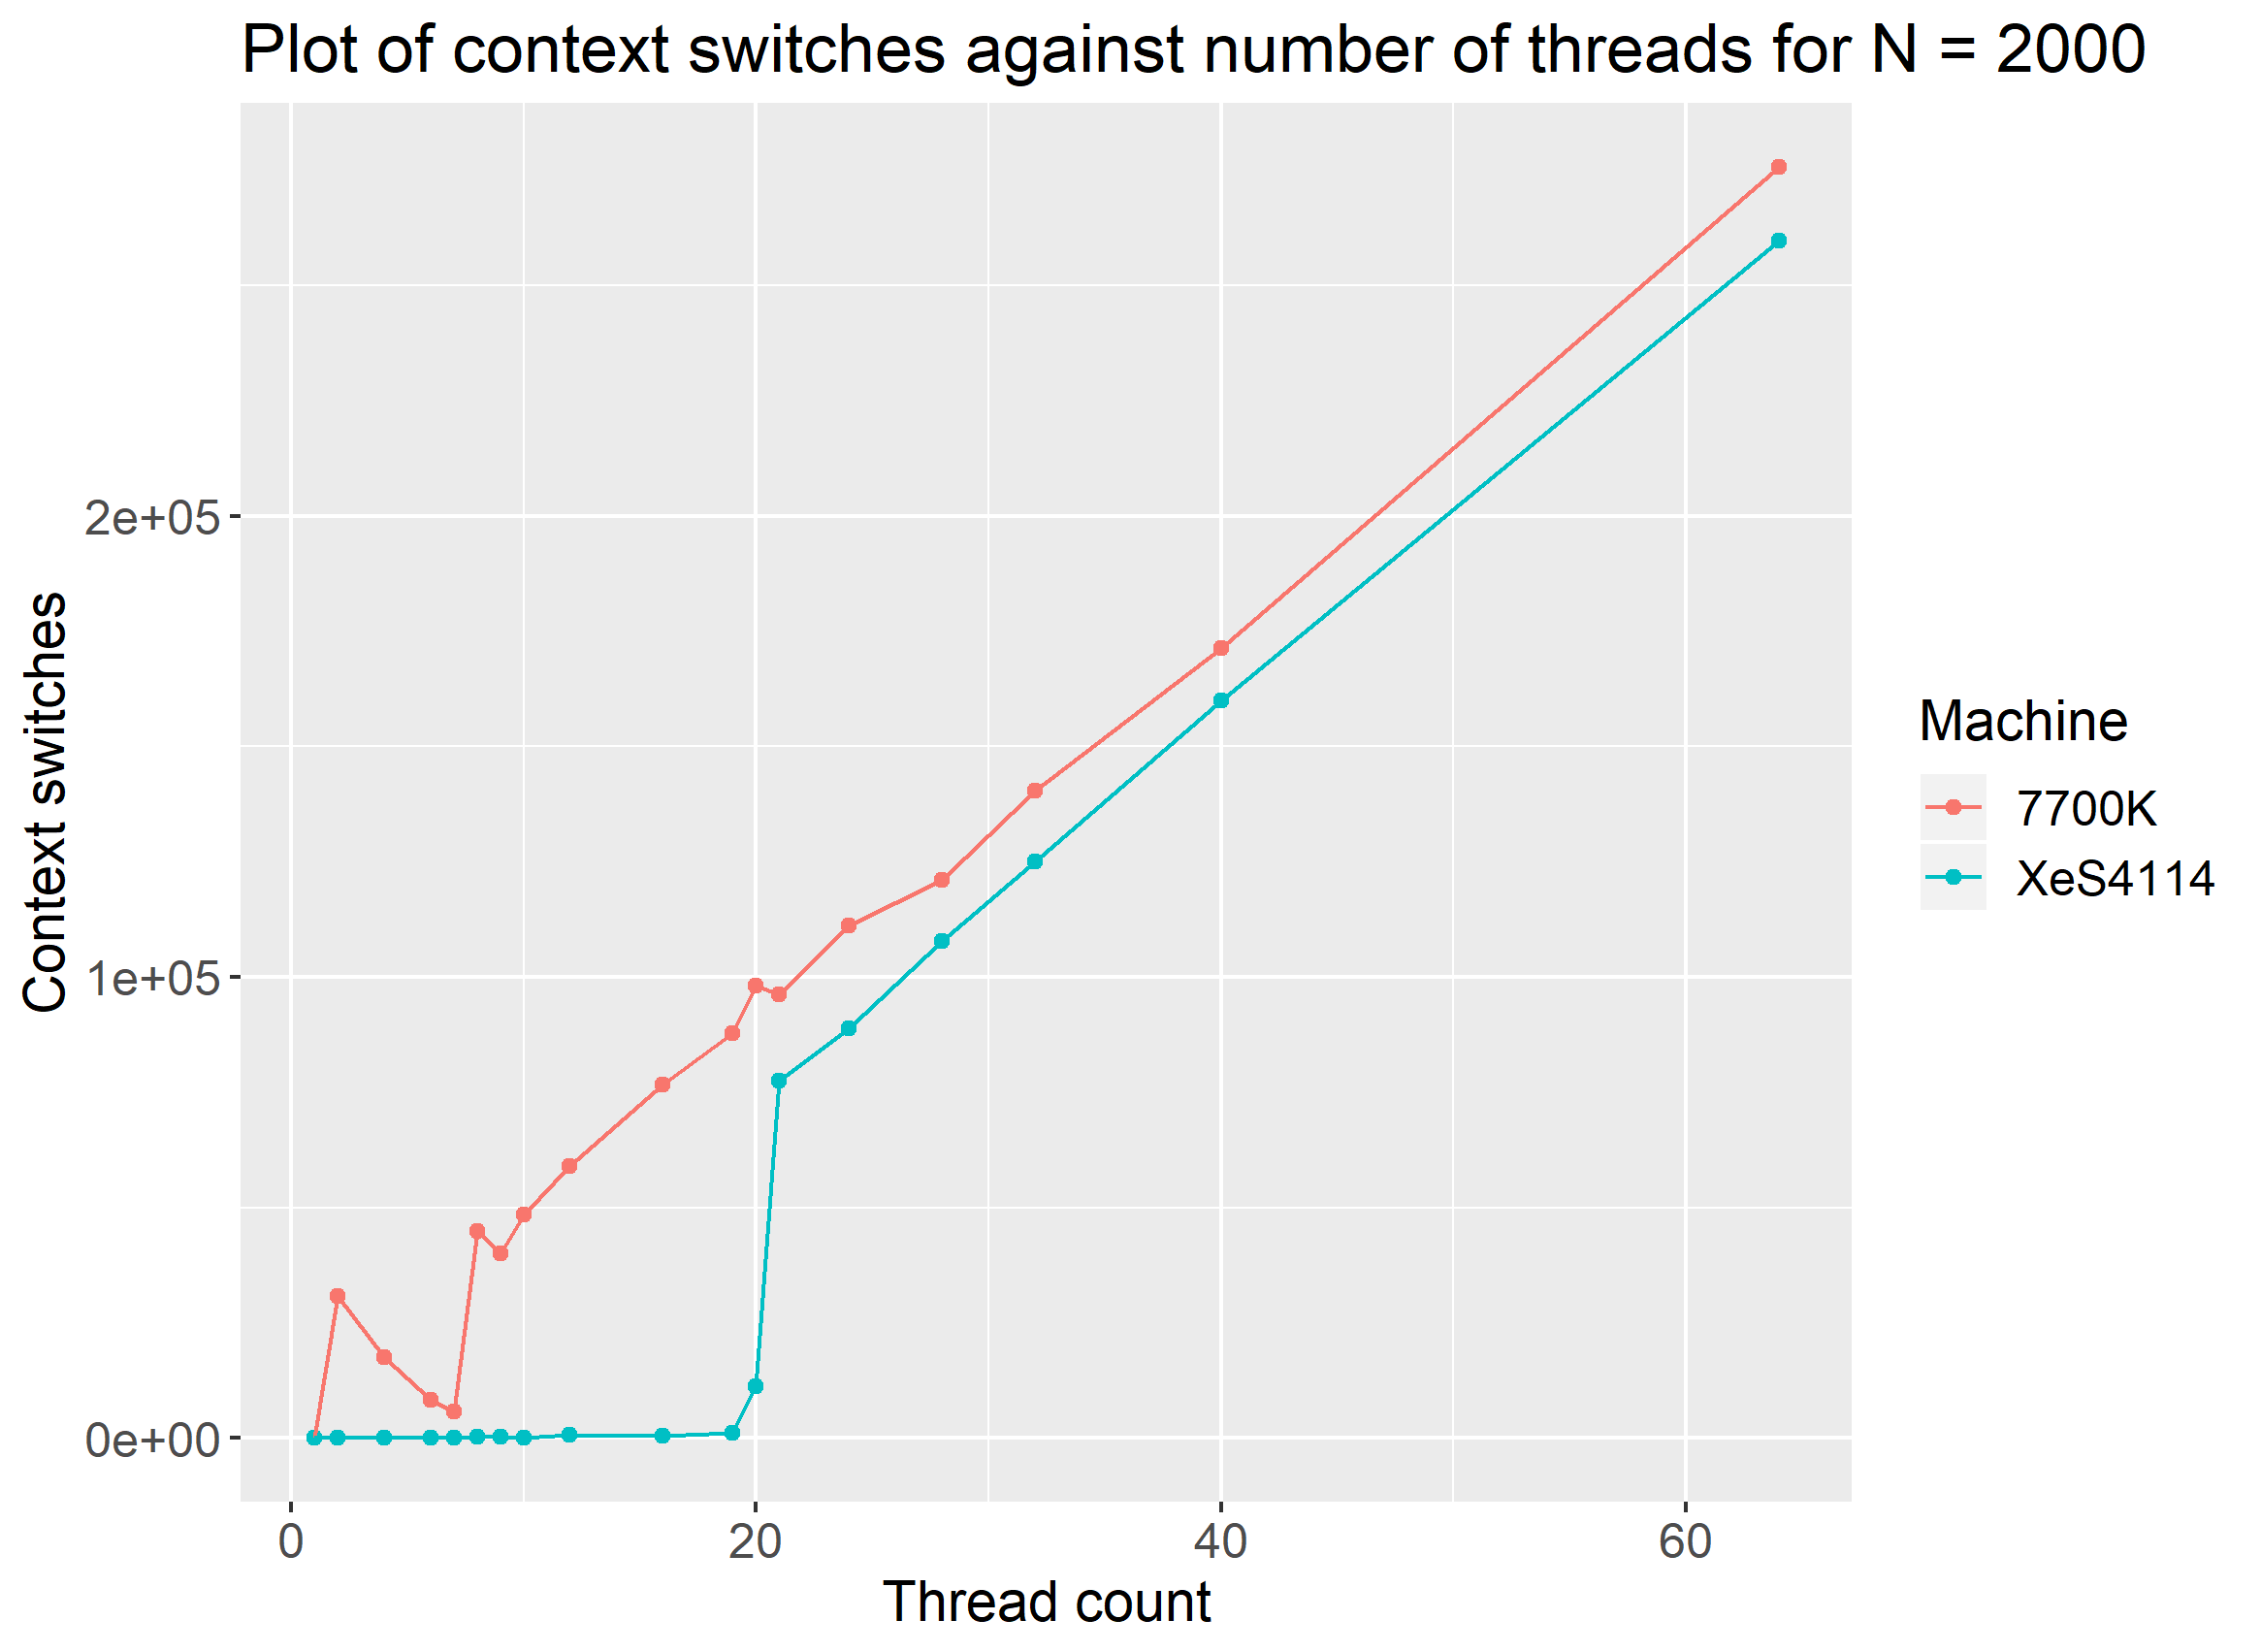 Plot of context switches against number of threads for N = 2000
Context switches
2e+05
1e+05
0e+00
0
20
40
60
Thread count
Machine
7700K
XeS4114